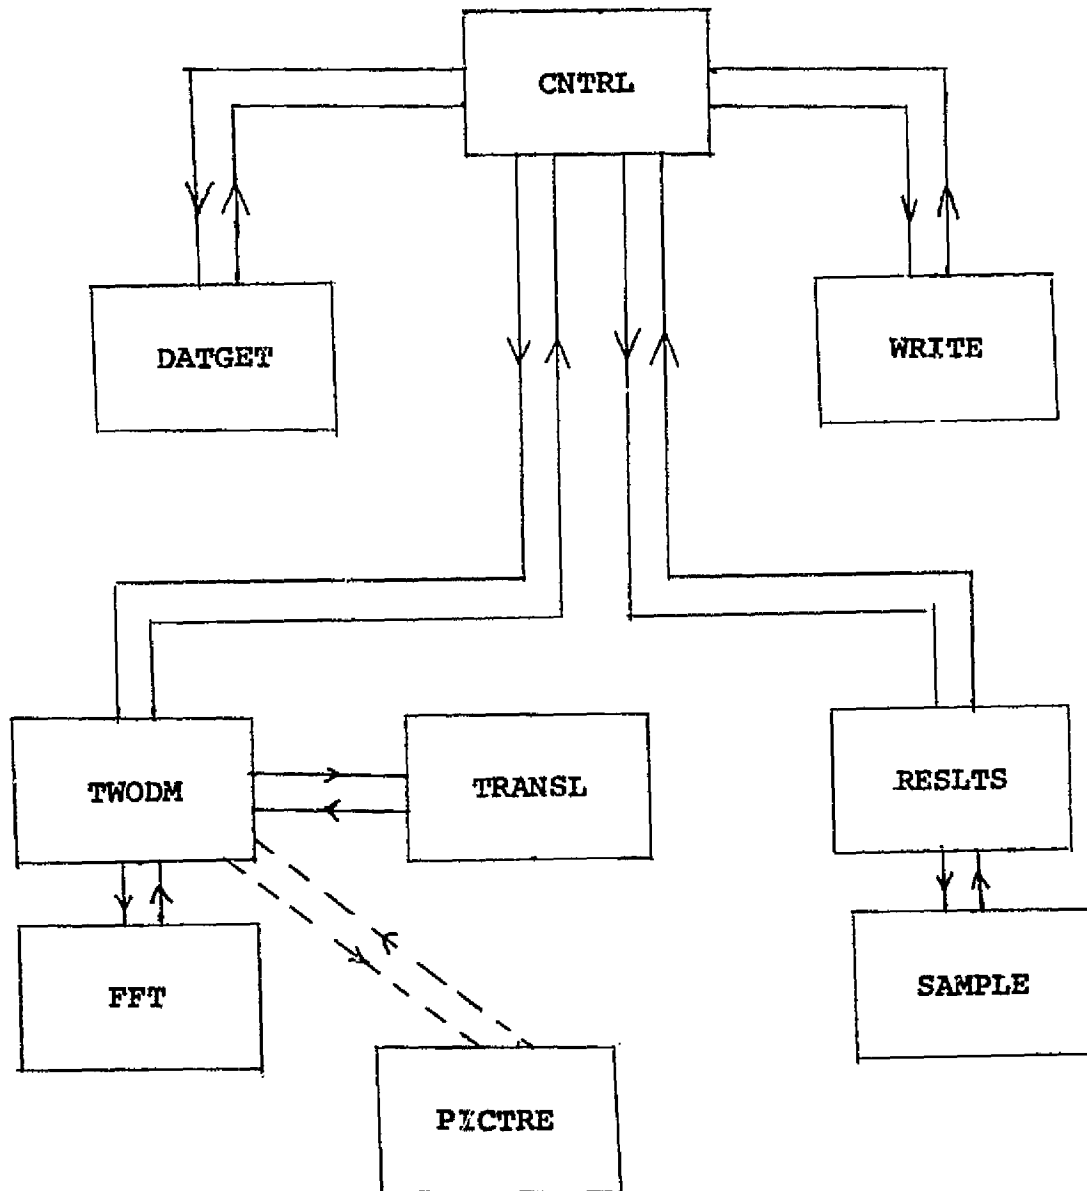 CNTRL
DATGET
WRITE
TWODM
TRANSL
RESLTS
FFT
SAMPLE
PICTRE